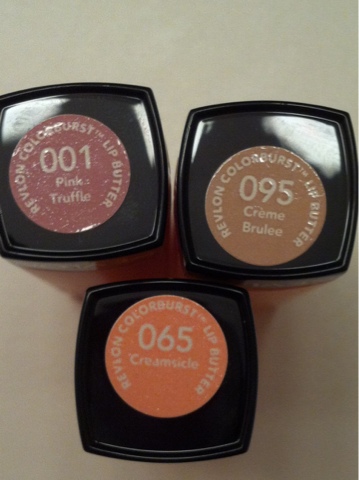 REVLON COLORBURST™ LIP BUTTER
001
Pink
Truffle
REVLON COLORBURST™ LIP BUTTER
095
Crème
Brulee
REVLON COLORBURST™ LIP BUTTER
065
Creamsicle